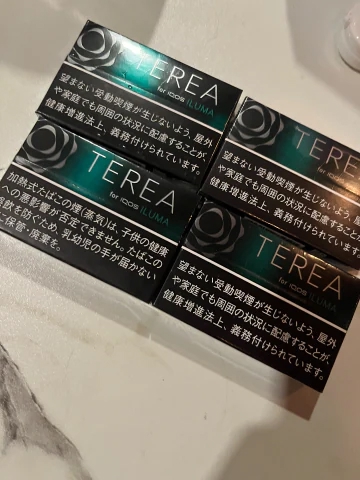 TEREA
for IQOS ILUMA
望まない受動喫煙が生じないよう、屋外
や家庭でも周囲の状況に配慮することが、
健康増進法上、義務付けられています。
TEREA
for IQOS ILUMA
望まない受動喫煙が生じないよう、屋外
や家庭でも周囲の状況に配慮することが、
健康増進法上、義務付けられています。
TEREA
for IQOS ILUMA
加熱式たばこの煙(蒸気)は、子供の健康
への悪影響が否定できません。たばこの
誤飲を防ぐため、乳幼児の手が届かない
保管・廃棄を。
TEREA
for IQOS ILUMA
望まない受動喫煙が生じないよう、屋外
や家庭でも周囲の状況に配慮することが、
健康増進法上、義務付けられています。